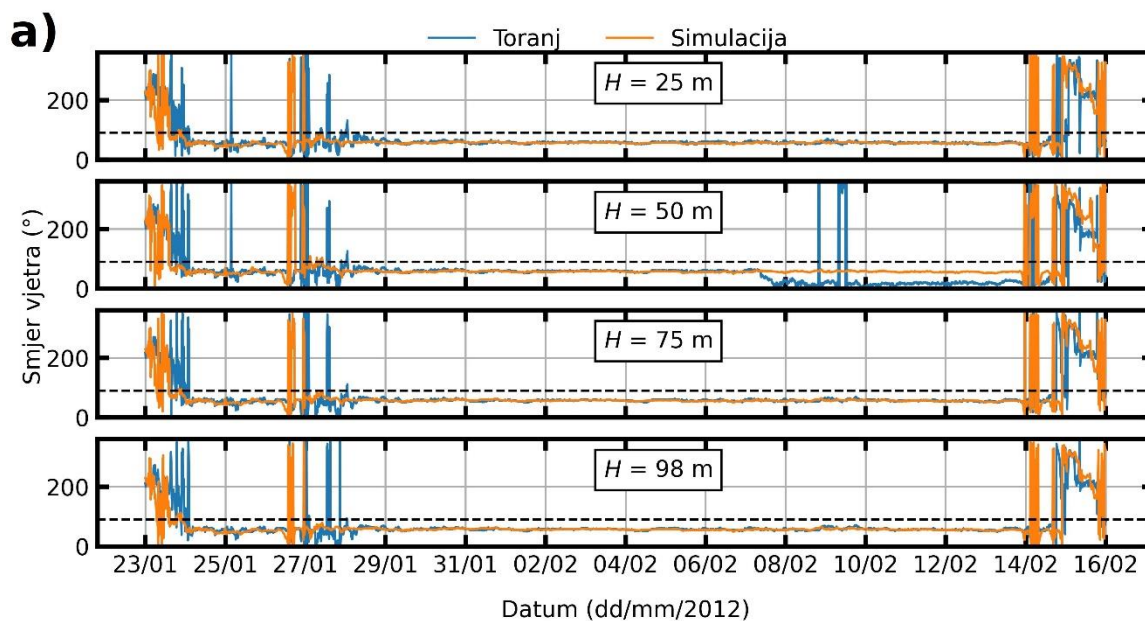 a)
Toranj Simulacija
H = 25 m
200
0
H = 50 m
200
0
Smjer vjetra (°)
H = 75 m
200
0
H = 98 m
200
0
23/01 25/01 27/01 29/01 31/01 02/02 04/02 06/02 08/02 10/02 12/02 14/02 16/02
Datum (dd/mm/2012)